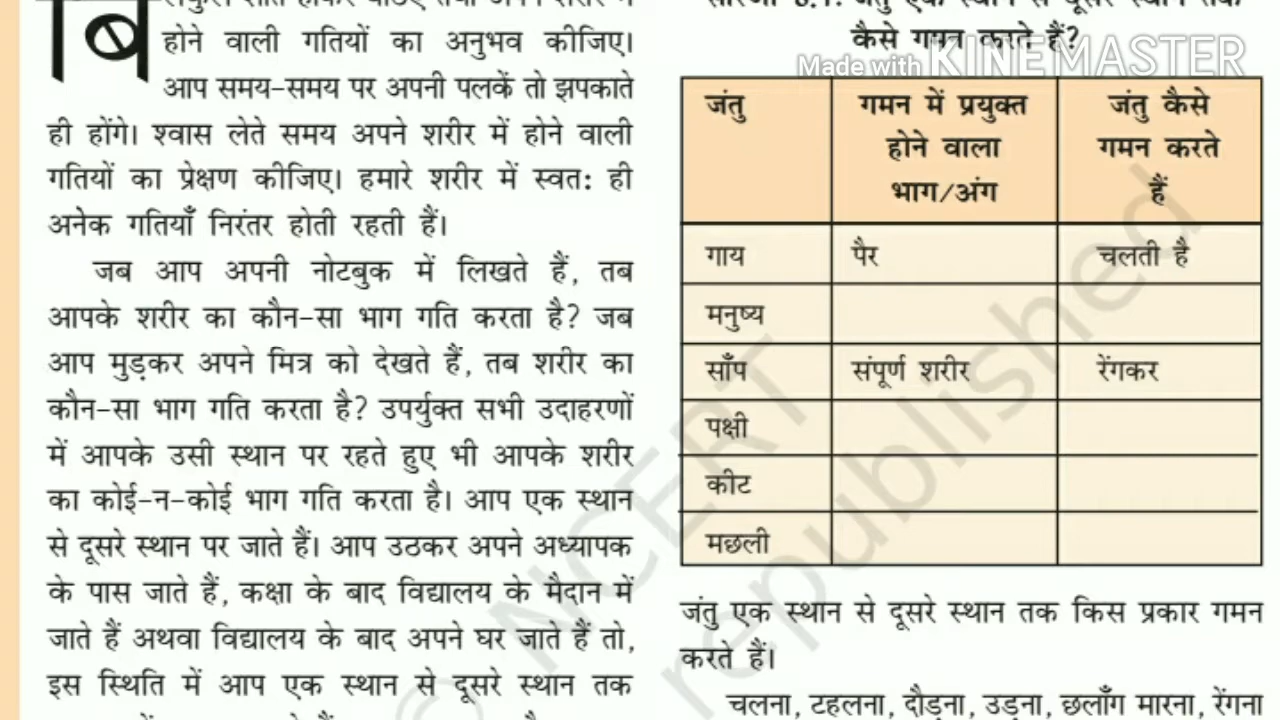 बि
होने वाली गतियों का अनुभव कीजिए।
आप समय-समय पर अपनी पलकें तो झपकाते
ही होंगे। श्वास लेते समय अपने शरीर में होने वाली
गतियों का प्रेक्षण कीजिए। हमारे शरीर में स्वत: ही
अनेक गतियाँ निरंतर होती रहती हैं।
जब आप अपनी नोटबुक में लिखते हैं, तब
आपके शरीर का कौन-सा भाग गति करता है? जब
आप मुड़कर अपने मित्र को देखते हैं, तब शरीर का
कौन-सा भाग गति करता है? उपर्युक्त सभी उदाहरणों
में आपके उसी स्थान पर रहते हुए भी आपके शरीर
का कोई-न-कोई भाग गति करता है। आप एक स्थान
से दूसरे स्थान पर जाते हैं। आप उठकर अपने अध्यापक
के पास जाते हैं, कक्षा के बाद विद्यालय के मैदान में
जाते हैं अथवा विद्यालय के बाद अपने घर जाते हैं तो,
इस स्थिति में आप एक स्थान से दूसरे स्थान तक
जंतु एक स्थान से दूसरे स्थान तक
कैसे गमन करते हैं?
Made with KINEMASTER
जंतु गमन में प्रयुक्त जंतु कैसे
होने वाला गमन करते
भाग/अंग हैं
गाय पैर चलती है
मनुष्य
साँप संपूर्ण शरीर रेंगकर
पक्षी
कीट
मछली
जंतु एक स्थान से दूसरे स्थान तक किस प्रकार गमन
करते हैं।
चलना, टहलना, दौड़ना, उड़ना, छलाँग मारना, रेंगना
© NCERT
republished